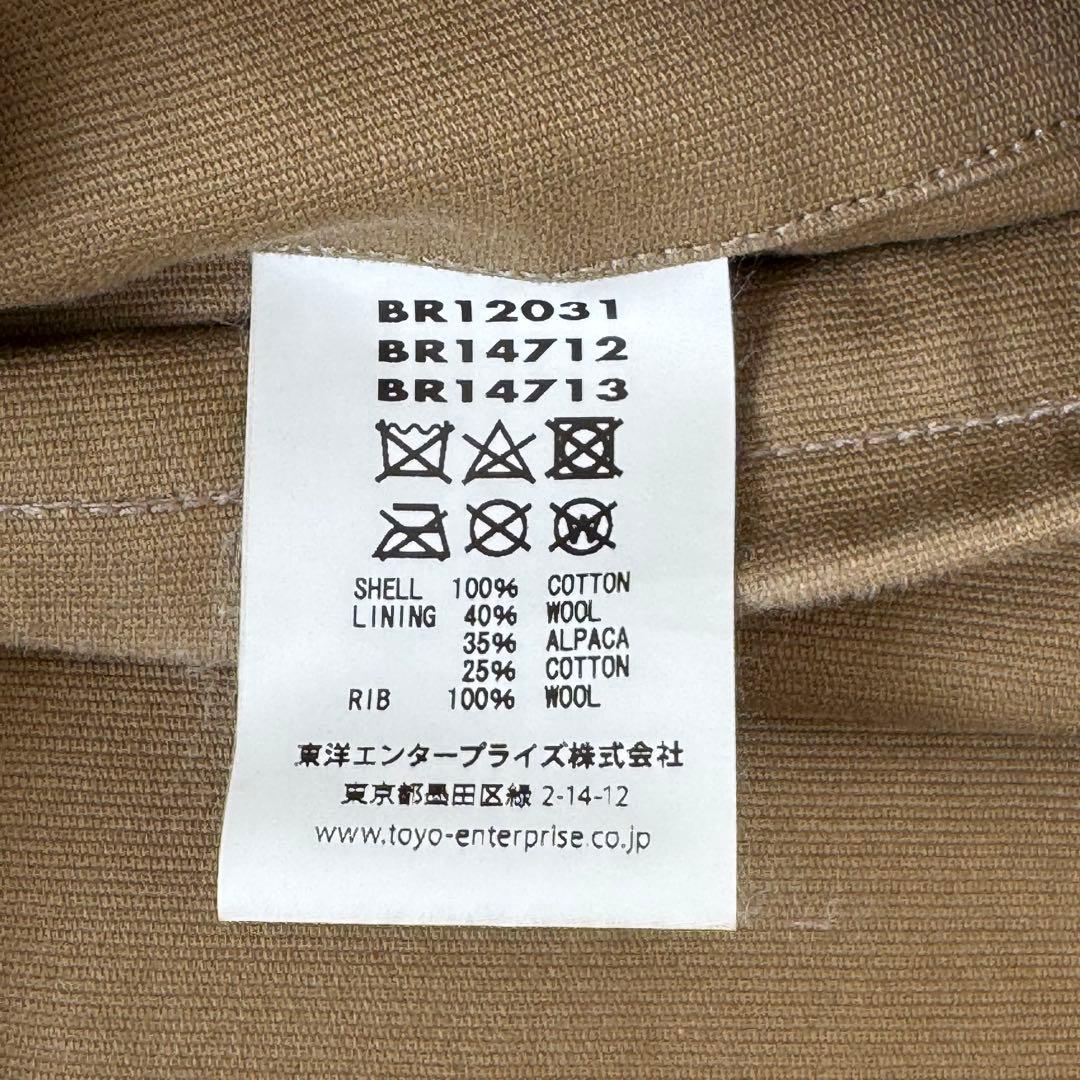 BR12031
BR14712
BR14713
W
SHELL 100% COTTON
LINING 40% WOOL
35% ALPACA
25% COTTON
RIB 100% WOOL
東洋エンタープライズ株式会社
東京都墨田区緑 2-14-12
www.toyo-enterprise.co.jp